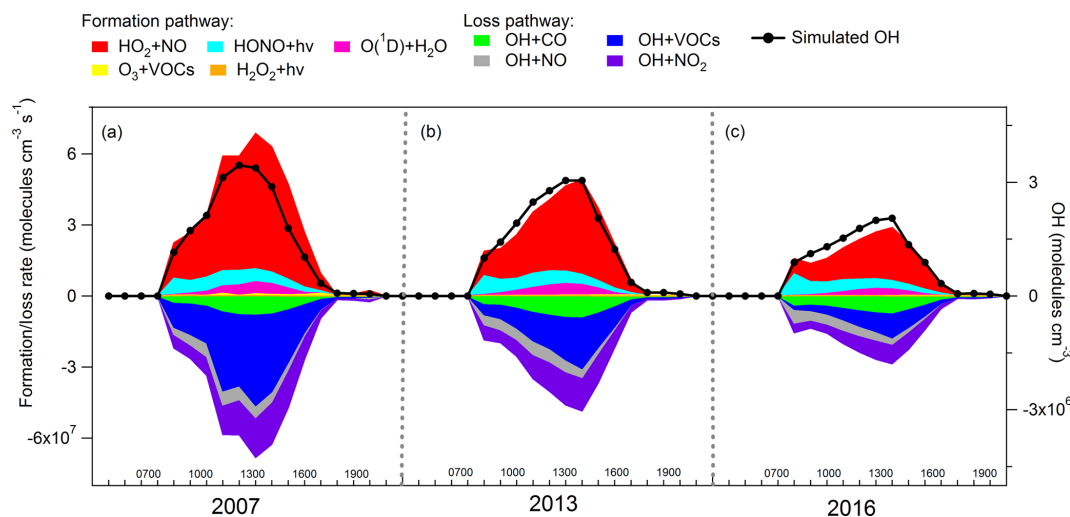 Formation pathway:
Loss pathway:
HO₂+NO HONO+hv O(¹D)+H₂O
OH+CO OH+VOCs Simulated OH
O₃+VOCs H₂O₂+hv
OH+NO OH+NO₂
Formation/loss rate (molecules cm⁻³ s⁻¹)
6
3
0
-3
-6x10⁷
(a)
(b)
(c)
3
0
-3x10⁶
OH (molecules cm⁻³)
0700 1000 1300 1600 1900
0700 1000 1300 1600 1900
0700 1000 1300 1600 1900
2007
2013
2016